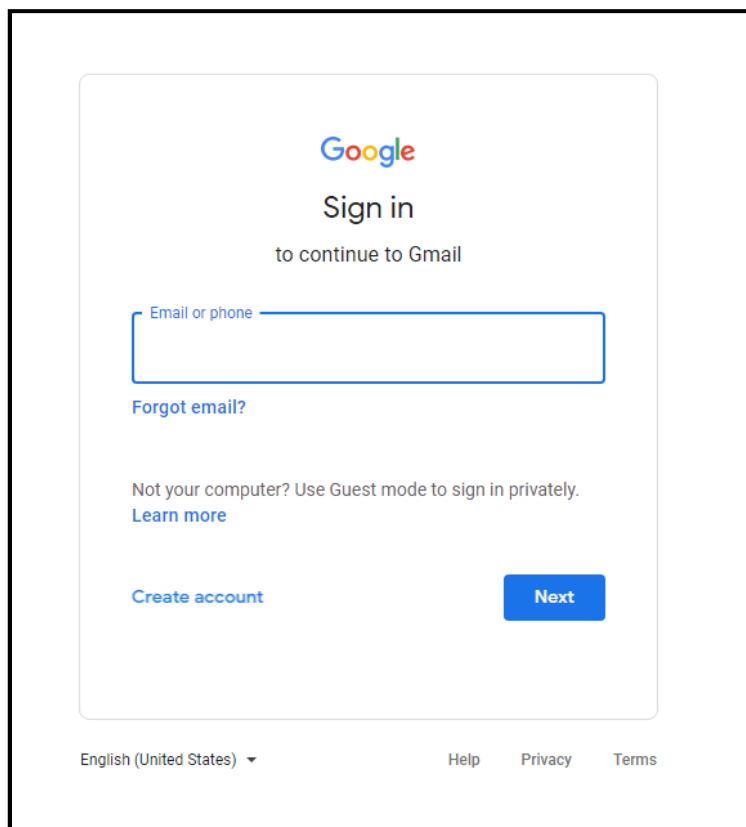 Google
Sign in
to continue to Gmail
Email or phone
Forgot email?
Not your computer? Use Guest mode to sign in privately.
Learn more
Create account
Next
English (United States)
Help Privacy Terms